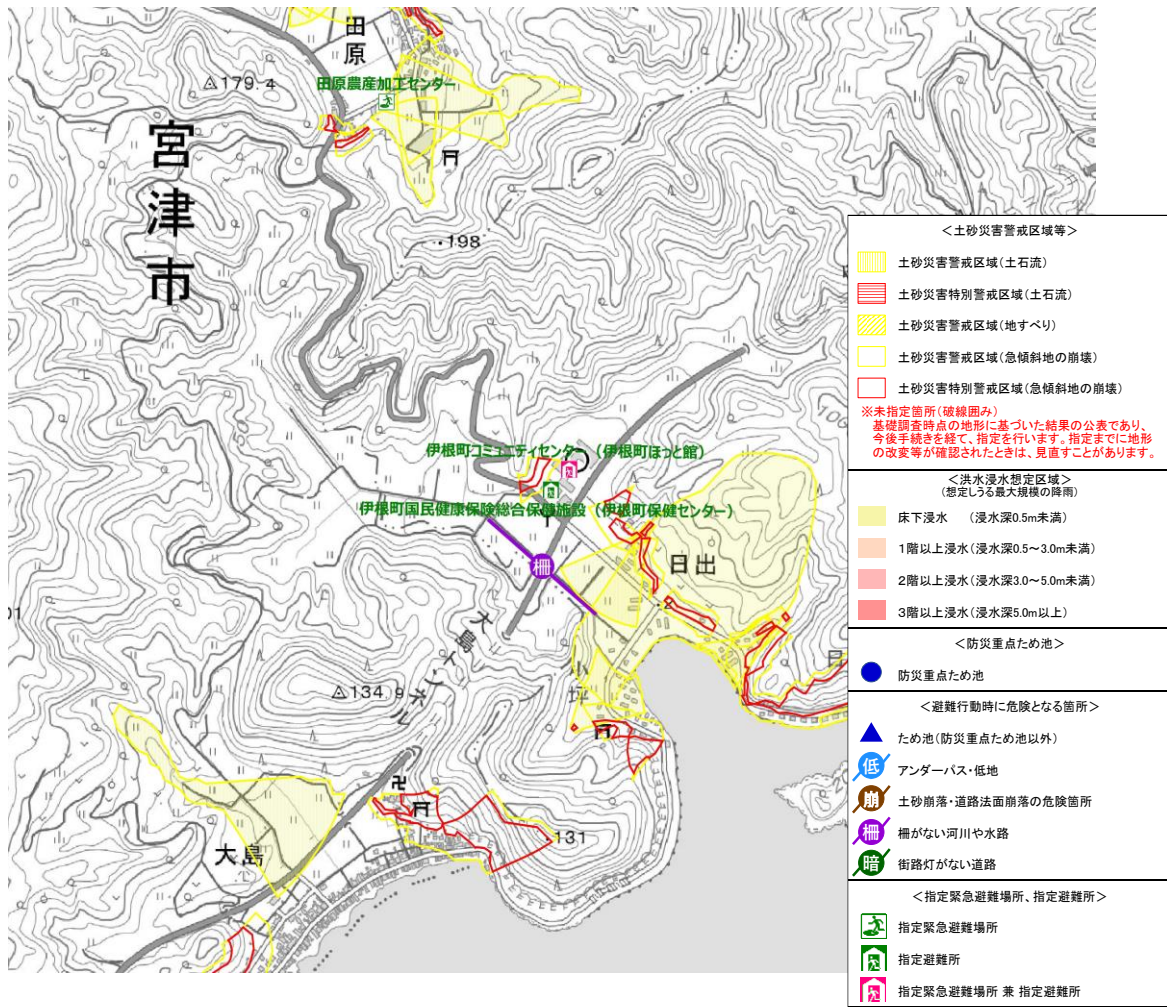 田原
田原農産加工センター
△179.4
宮津市
・198
伊根町コミュニティセンター（伊根町ほっと館）
伊根町国民健康保険総合保健施設（伊根町保健センター）
柵
日出
・2
大島トンネル
小坪
△134.9
卍
大島
131
＜土砂災害警戒区域等＞
土砂災害警戒区域（土石流）
土砂災害特別警戒区域（土石流）
土砂災害警戒区域（地すべり）
土砂災害警戒区域（急傾斜地の崩壊）
土砂災害特別警戒区域（急傾斜地の崩壊）
※未指定箇所（破線囲み）
基礎調査時点の地形に基づいた結果の公表であり、
今後手続きを経て、指定を行います。指定までに地形
の改変等が確認されたときは、見直すことがあります。
＜洪水浸水想定区域＞
（想定しうる最大規模の降雨）
床下浸水　（浸水深0.5m未満）
1階以上浸水（浸水深0.5～3.0m未満）
2階以上浸水（浸水深3.0～5.0m未満）
3階以上浸水（浸水深5.0m以上）
＜防災重点ため池＞
防災重点ため池
＜避難行動時に危険となる箇所＞
ため池（防災重点ため池以外）
低 アンダーパス・低地
崩 土砂崩落・道路法面崩落の危険箇所
柵 柵がない河川や水路
暗 街路灯がない道路
＜指定緊急避難場所、指定避難所＞
指定緊急避難場所
指定避難所
指定緊急避難場所 兼 指定避難所